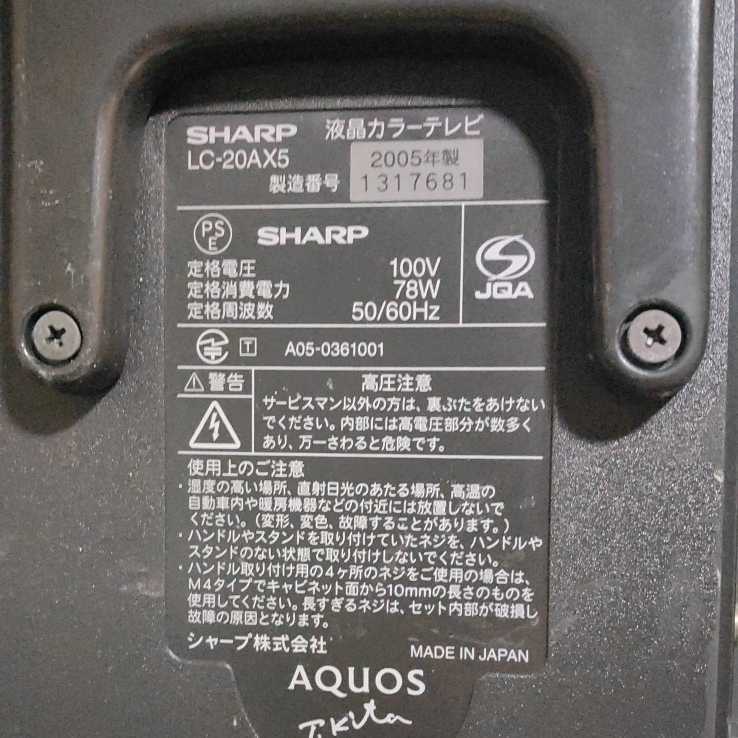 SHARP 液晶カラーテレビ
LC-20AX5 2005年製
製造番号 1317681
PS
E
SHARP
定格電圧 100V
定格消費電力 78W
定格周波数 50/60Hz
JQA
T A05-0361001
警告 高圧注意
サービスマン以外の方は、裏ぶたをあけない
でください。内部には高電圧部分が数多く
あり、万一さわると危険です。
使用上のご注意
・湿度の高い場所、直射日光のあたる場所、高温の
自動車内や暖房機器などの付近には放置しないで
ください。（変形、変色、故障することがあります。）
・ハンドルやスタンドを取り付けていたネジを、ハンドルや
スタンドのない状態で取り付けしないでください。
・ハンドル取り付け用の4ヶ所のネジをご使用の場合は、
M4タイプでキャビネット面から10mmの長さのものを
使用してください。長すぎるネジは、セット内部が破損し
故障の原因となります。
シャープ株式会社 MADE IN JAPAN
AQUOS
T. Kita